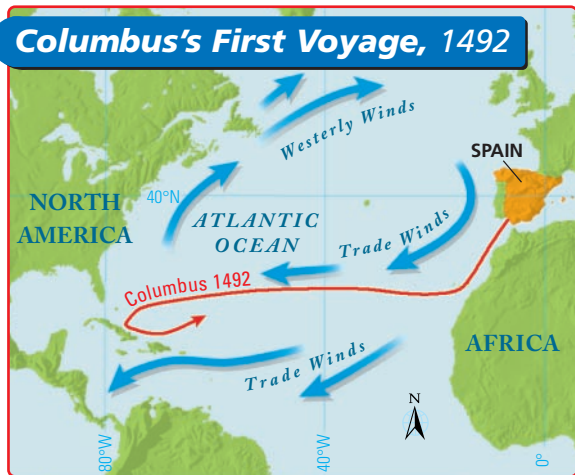 Columbus's First Voyage, 1492
Westerly Winds
SPAIN
40°N
NORTH
AMERICA
ATLANTIC
OCEAN
Trade Winds
Columbus 1492
AFRICA
Trade Winds
N
80°W
40°W
0°